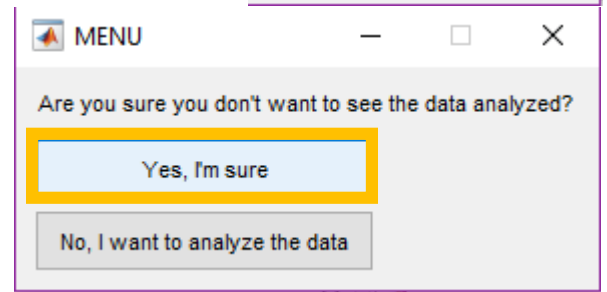 MENU
Are you sure you don't want to see the data analyzed?
Yes, I'm sure
No, I want to analyze the data